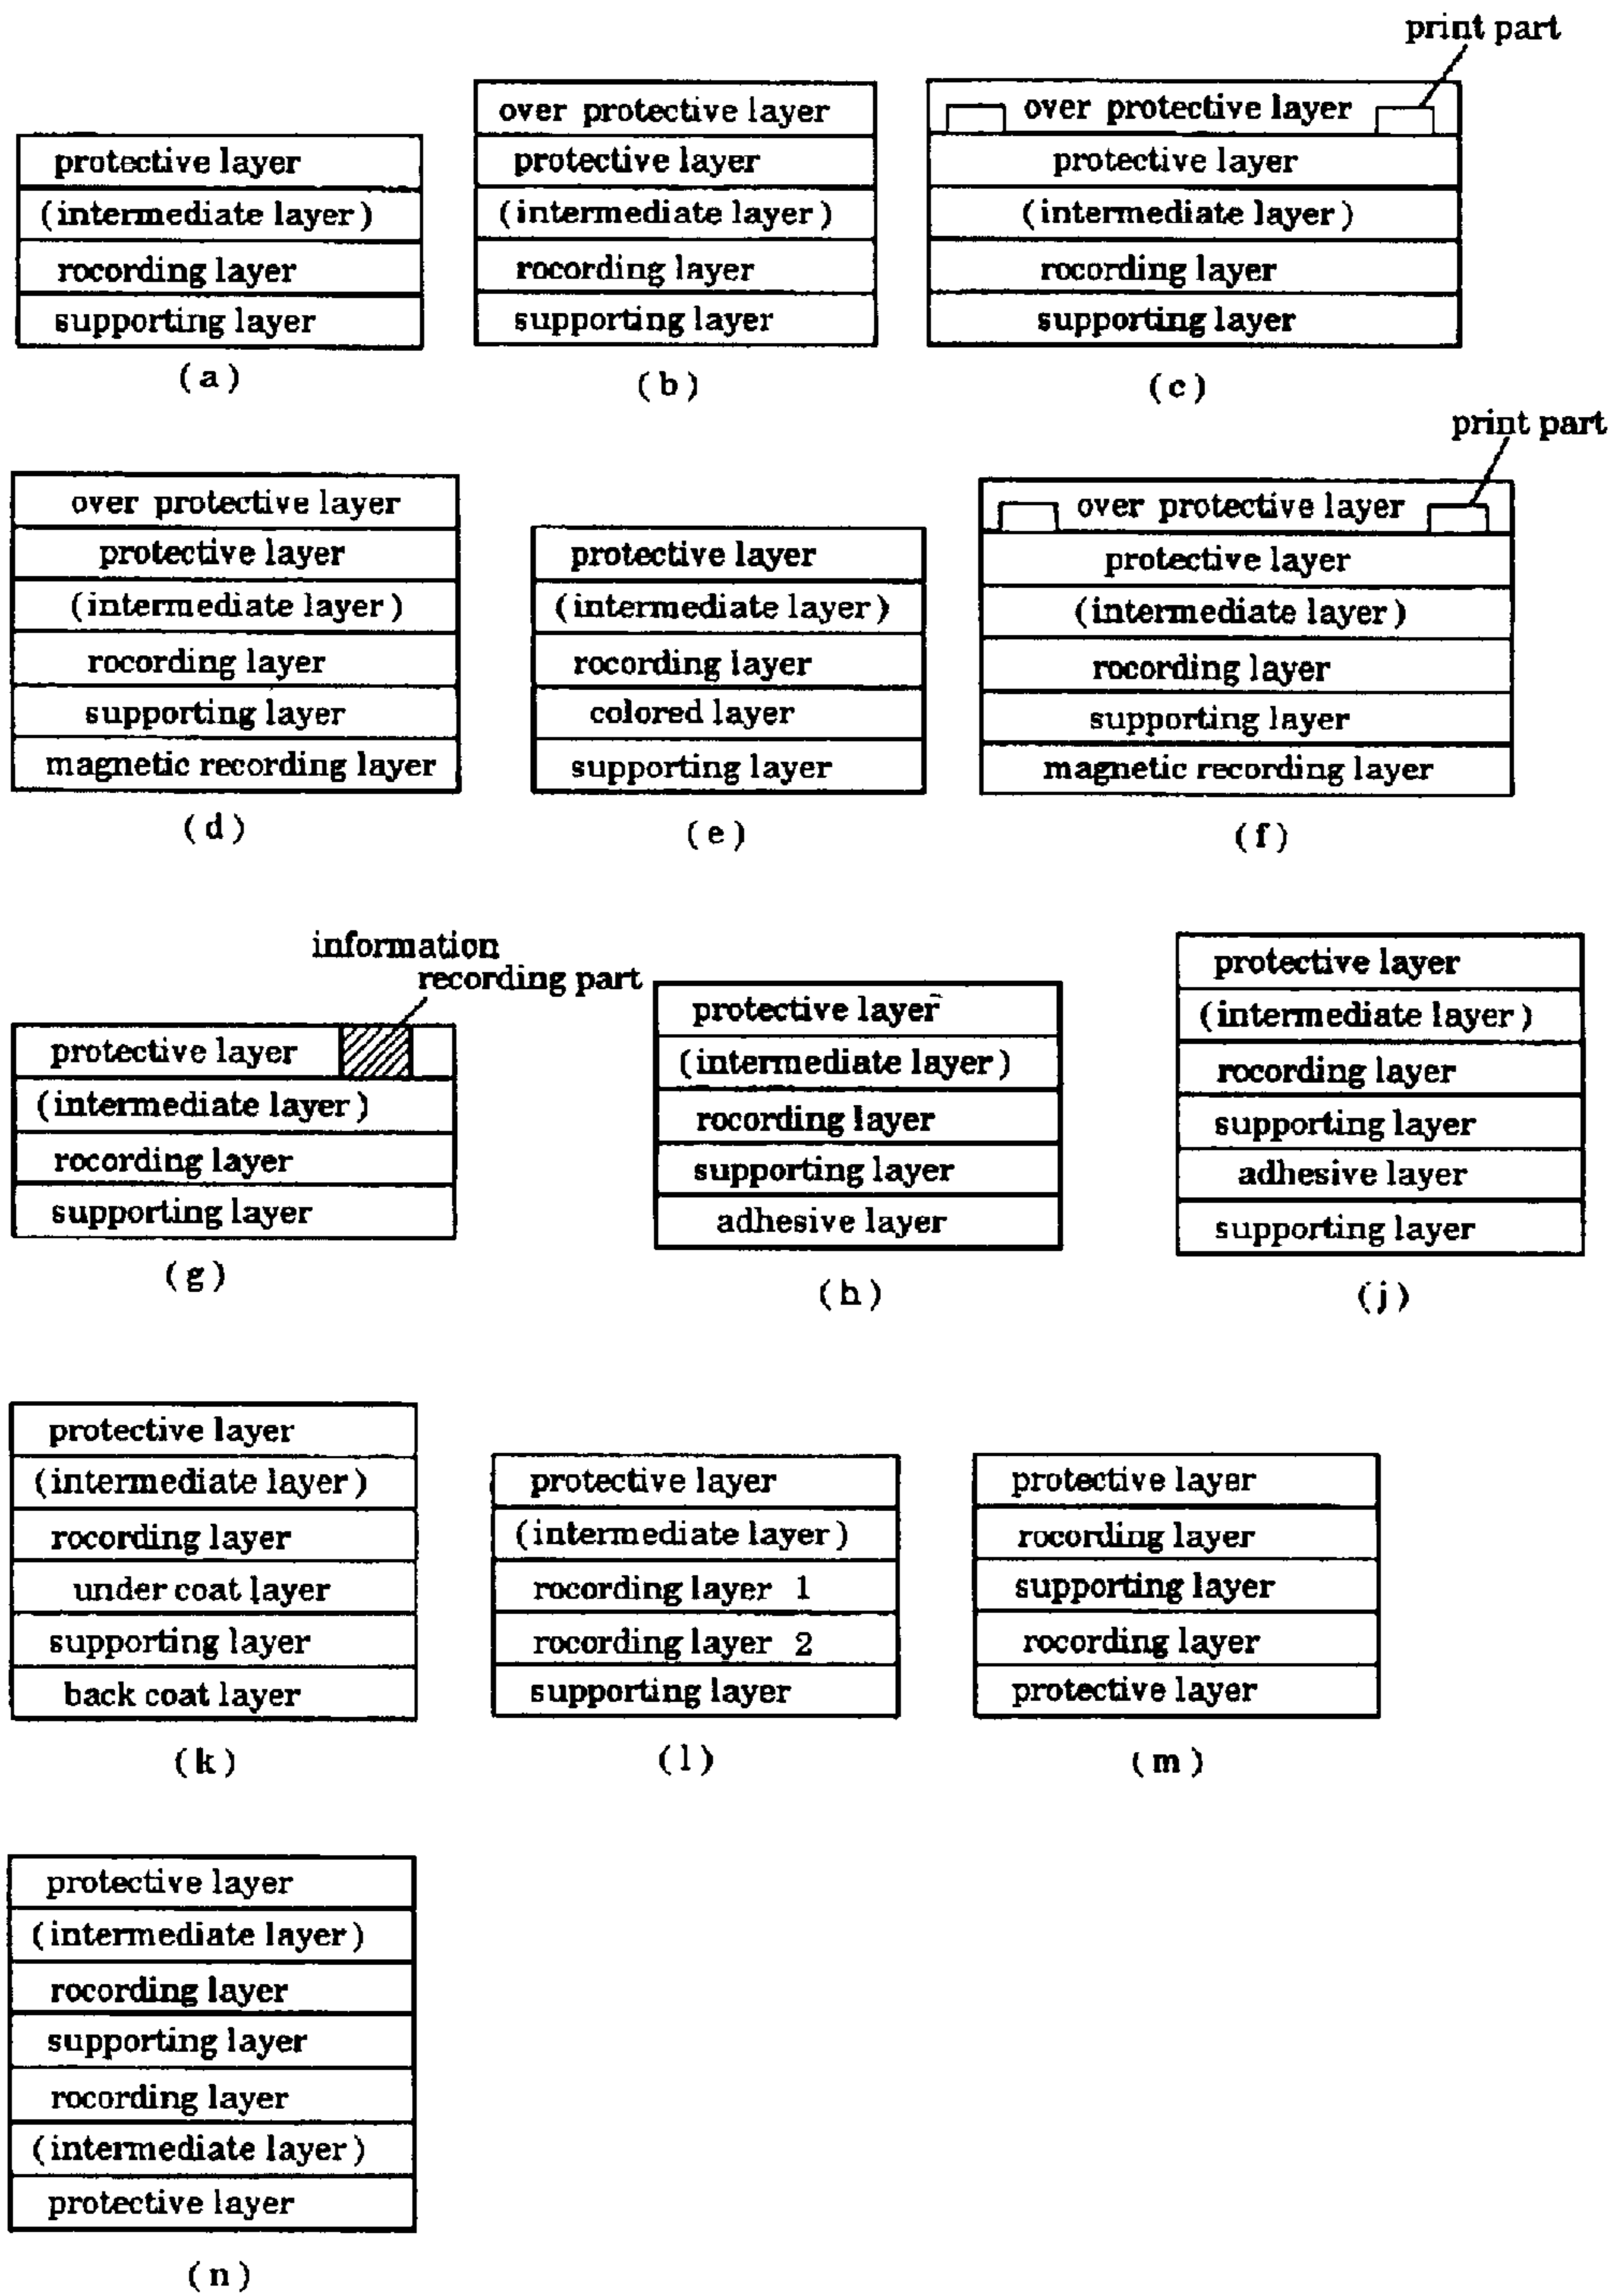 print part
over protective layer
protective layer
(intermediate layer)
rocording layer
supporting layer
(a)
protective layer
(intermediate layer)
rocording layer
supporting layer
(b)
over protective layer
protective layer
(intermediate layer)
rocording layer
supporting layer
(c)
print part
over protective layer
protective layer
(intermediate layer)
rocording layer
supporting layer
magnetic recording layer
(d)
protective layer
(intermediate layer)
rocording layer
colored layer
supporting layer
(e)
over protective layer
protective layer
(intermediate layer)
rocording layer
supporting layer
magnetic recording layer
(f)
information
recording part
protective layer
(intermediate layer)
rocording layer
supporting layer
(g)
protective layer
(intermediate layer)
rocording layer
supporting layer
adhesive layer
(h)
protective layer
(intermediate layer)
rocording layer
supporting layer
adhesive layer
supporting layer
(j)
protective layer
(intermediate layer)
rocording layer
under coat layer
supporting layer
back coat layer
(k)
protective layer
(intermediate layer)
rocording layer 1
rocording layer 2
supporting layer
(l)
protective layer
rocording layer
supporting layer
rocording layer
protective layer
(m)
protective layer
(intermediate layer)
rocording layer
supporting layer
rocording layer
(intermediate layer)
protective layer
(n)